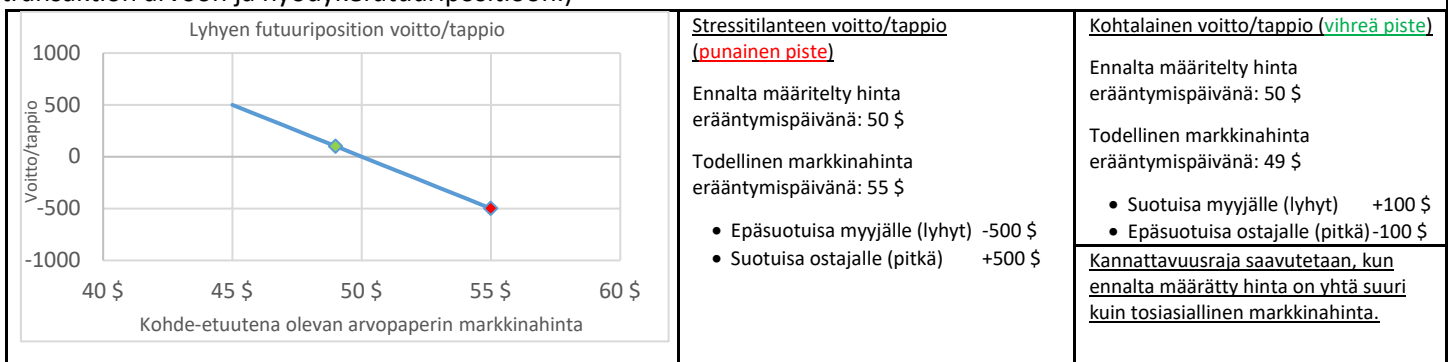 transaktion arvoon ja hyödykefutuuripositioon.)
Lyhyen futuuriposition voitto/tappio
Voitto/tappio
1000
500
0
-500
-1000
40 $ 45 $ 50 $ 55 $ 60 $
Kohde-etuutena olevan arvopaperin markkinahinta
Stressitilanteen voitto/tappio
(punainen piste)
Ennalta määritelty hinta
erääntymispäivänä: 50 $
Todellinen markkinahinta
erääntymispäivänä: 55 $
• Epäsuotuisa myyjälle (lyhyt) -500 $
• Suotuisa ostajalle (pitkä) +500 $
Kohtalainen voitto/tappio (vihreä piste)
Ennalta määritelty hinta
erääntymispäivänä: 50 $
Todellinen markkinahinta
erääntymispäivänä: 49 $
• Suotuisa myyjälle (lyhyt) +100 $
• Epäsuotuisa ostajalle (pitkä) -100 $
Kannattavuusraja saavutetaan, kun
ennalta määrätty hinta on yhtä suuri
kuin tosiasiallinen markkinahinta.